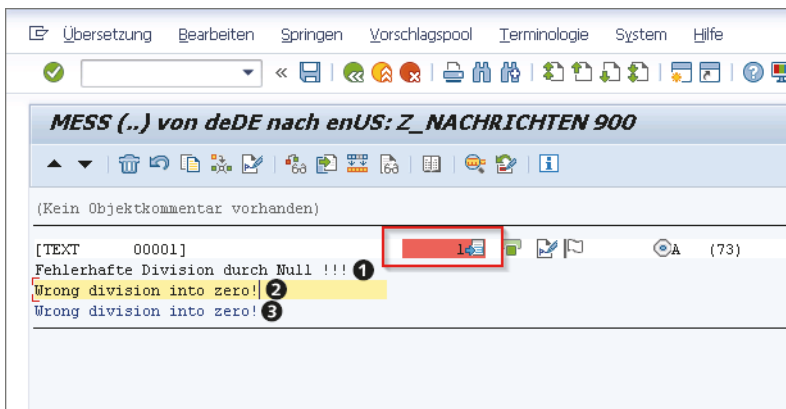 Übersetzung Bearbeiten Springen Vorschlagspool Terminologie System Hilfe
MESS (..) von deDE nach enUS: Z_NACHRICHTEN 900
(Kein Objektkommentar vorhanden)
[TEXT 00001] 1 A (73)
Fehlerhafte Division durch Null !!! 1
Wrong division into zero! 2
Wrong division into zero! 3